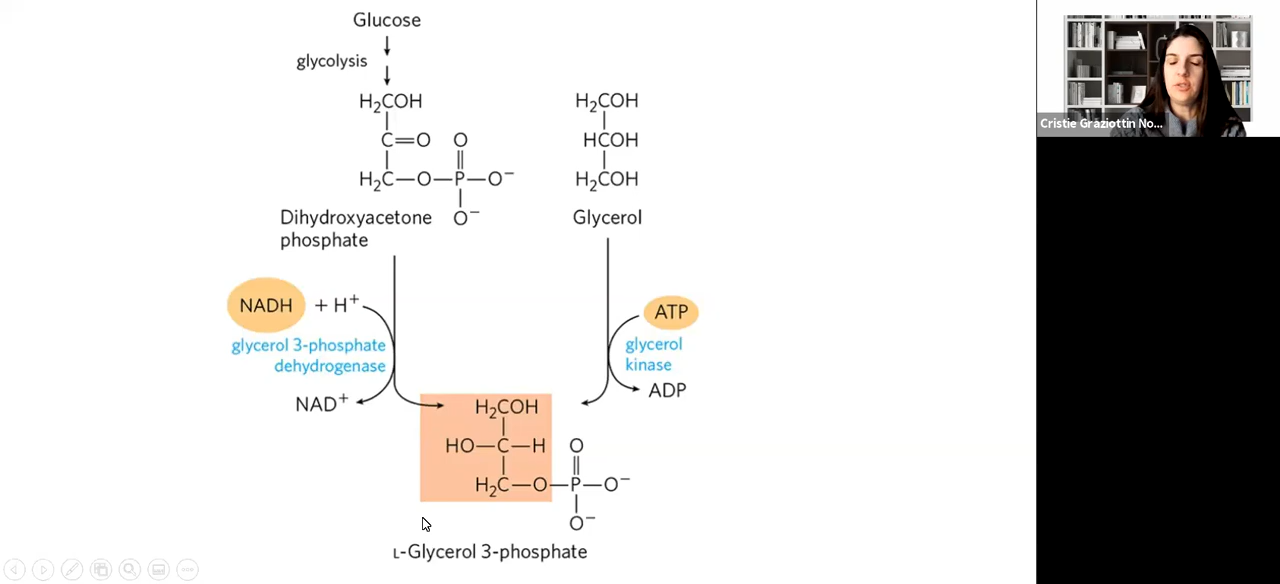 Glucose
glycolysis
H₂COH
C=O O
H₂C—O—P—O⁻
O⁻
Dihydroxyacetone
phosphate
H₂COH
HCOH
H₂COH
Glycerol
NADH + H⁺
glycerol 3-phosphate
dehydrogenase
NAD⁺
ATP
glycerol
kinase
ADP
H₂COH
HO—C—H O
H₂C—O—P—O⁻
O⁻
L-Glycerol 3-phosphate
Cristie Graziottin No...